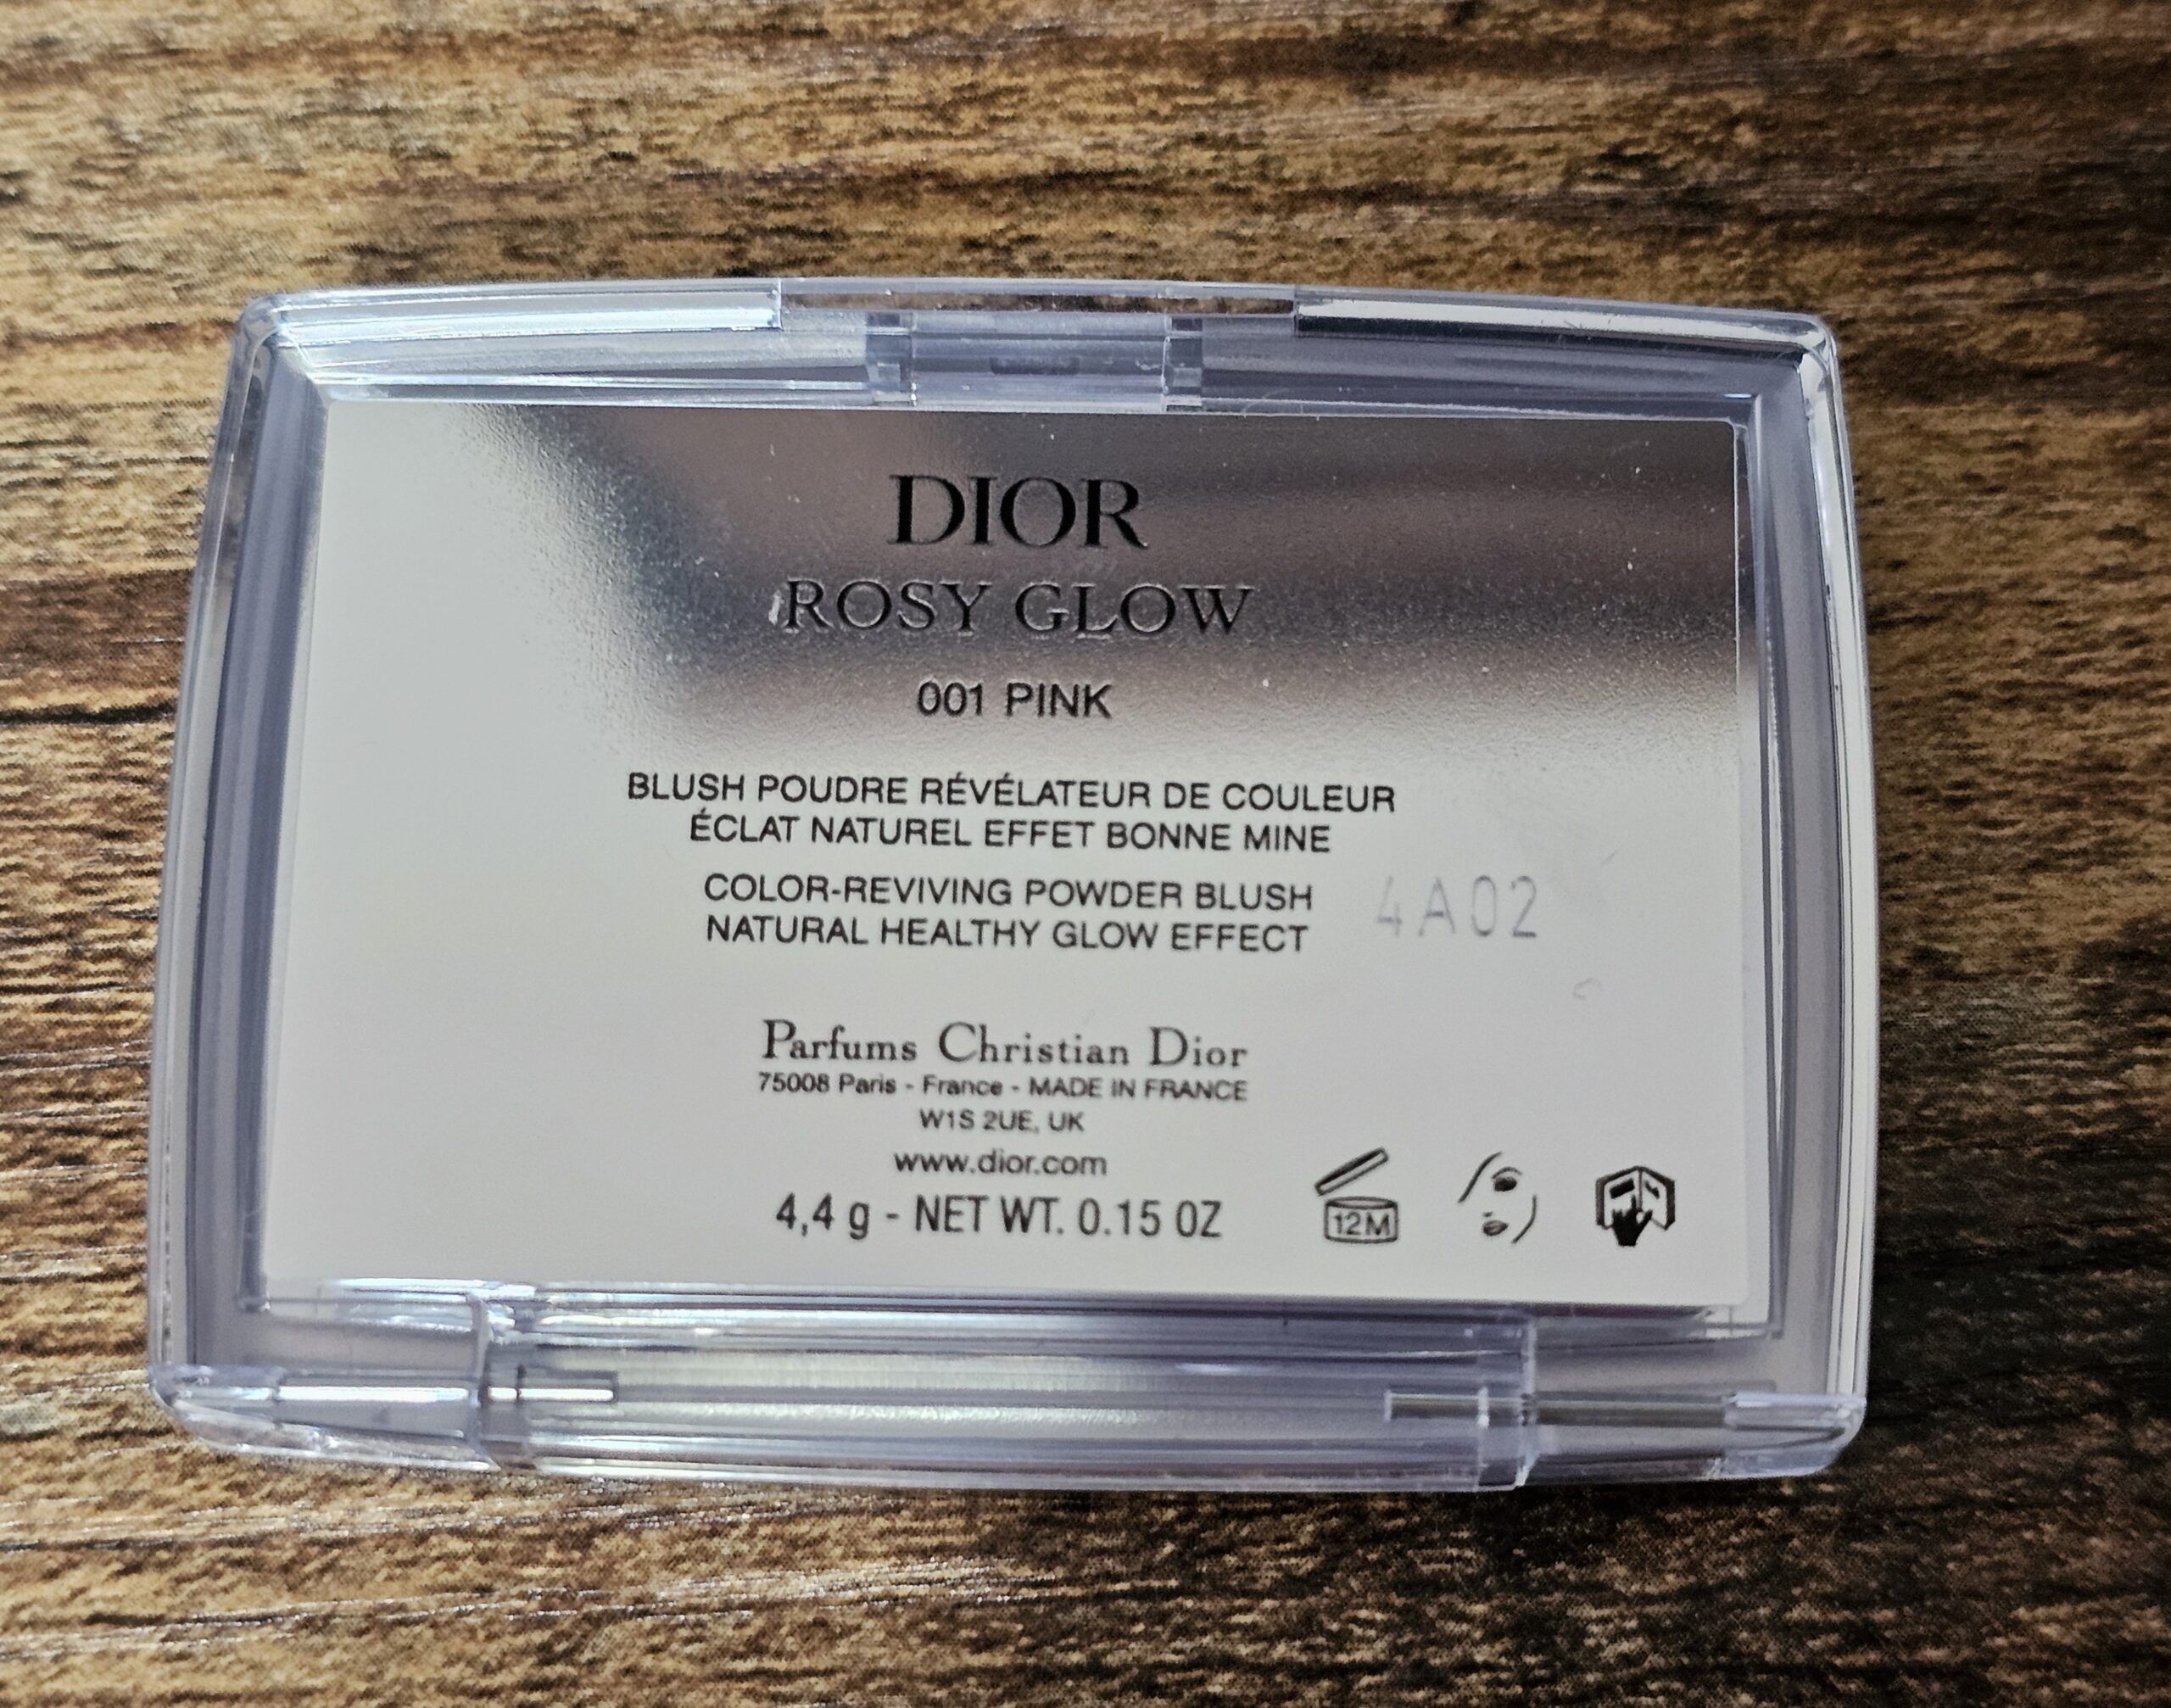 DIOR
ROSY GLOW
001 PINK
BLUSH POUDRE RÉVÉLATEUR DE COULEUR
ÉCLAT NATUREL EFFET BONNE MINE
COLOR-REVIVING POWDER BLUSH
NATURAL HEALTHY GLOW EFFECT
4A02
Parfums Christian Dior
75008 Paris - France - MADE IN FRANCE
W1S 2UE, UK
www.dior.com
4,4 g - NET WT. 0.15 OZ
12M